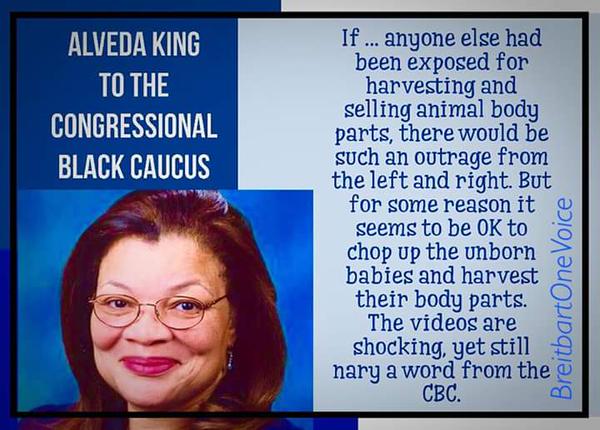 ALVEDA KING
TO THE
CONGRESSIONAL
BLACK CAUCUS
If ... anyone else had
been exposed for
harvesting and
selling animal body
parts, there would be
such an outrage from
the left and right. But
for some reason it
seems to be OK to
chop up the unborn
babies and harvest
their body parts.
The videos are
shocking, yet still
nary a word from the
CBC.
BreitbartOneVoice